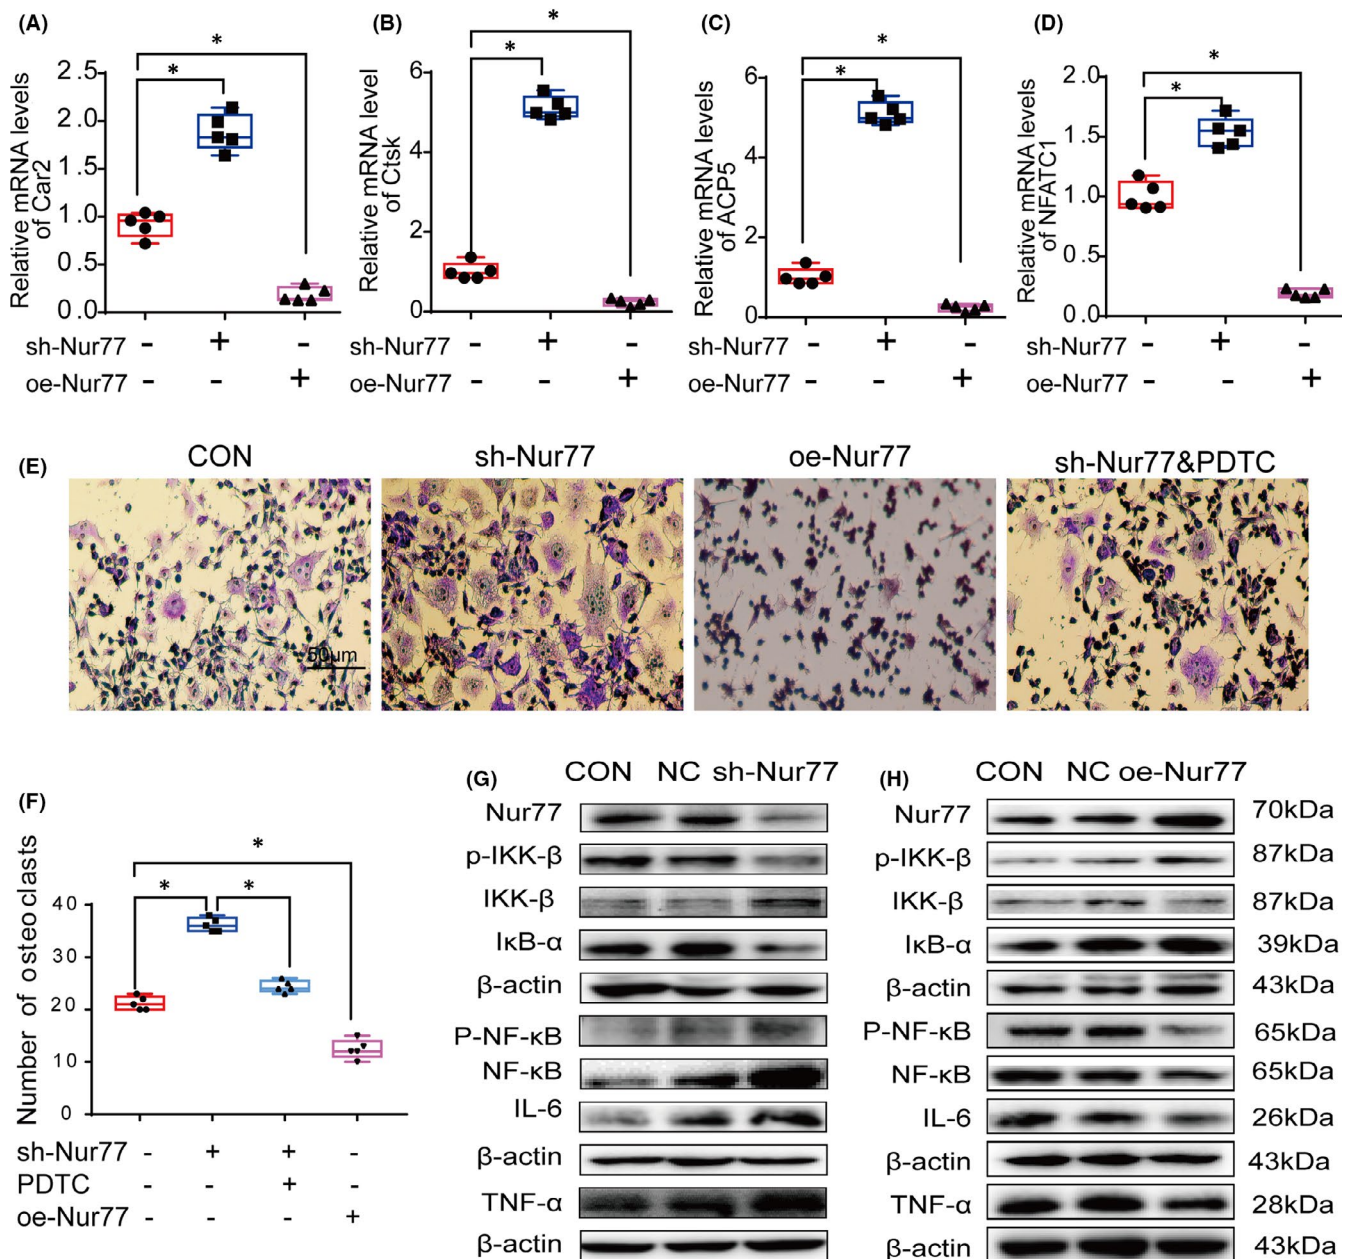 (A)
Relative mRNA levels
of Car2
2.5
2.0
1.5
1.0
0.5
0.0
*
*
sh-Nur77 - + -
oe-Nur77 - - +
(B)
Relative mRNA level
of Ctsk
6
4
2
0
*
*
sh-Nur77 - + -
oe-Nur77 - - +
(C)
Relative mRNA levels
of ACP5
6
4
2
0
*
*
sh-Nur77 - + -
oe-Nur77 - - +
(D)
Relative mRNA levels
of NFATC1
2.0
1.5
1.0
0.5
0.0
*
*
sh-Nur77 - + -
oe-Nur77 - - +
(E)
CON
sh-Nur77
oe-Nur77
sh-Nur77&PDTC
50μm
(F)
Number of osteoclasts
40
30
20
10
0
*
*
*
sh-Nur77 - + + -
PDTC - - + -
oe-Nur77 - - - +
(G)
CON NC sh-Nur77
Nur77
p-IKK-β
IKK-β
IκB-α
β-actin
P-NF-κB
NF-κB
IL-6
β-actin
TNF-α
β-actin
(H)
CON NC oe-Nur77
Nur77 70kDa
p-IKK-β 87kDa
IKK-β 87kDa
IκB-α 39kDa
β-actin 43kDa
P-NF-κB 65kDa
NF-κB 65kDa
IL-6 26kDa
β-actin 43kDa
TNF-α 28kDa
β-actin 43kDa